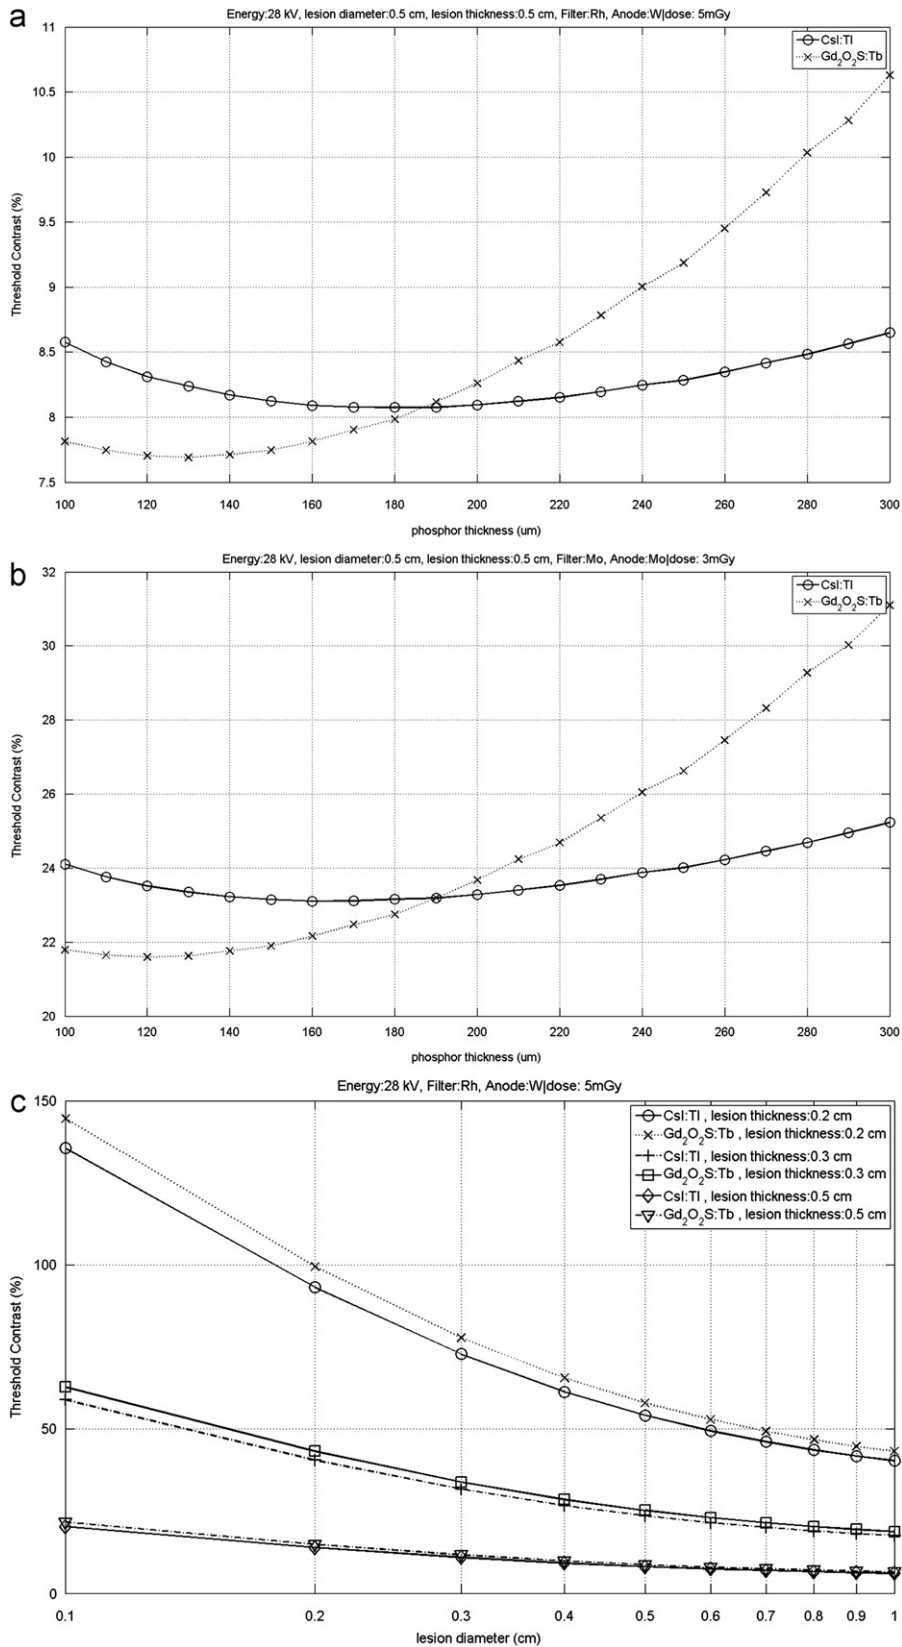 a
Energy:28 kV, lesion diameter:0.5 cm, lesion thickness:0.5 cm, Filter:Rh, Anode:W|dose: 5mGy
11
10.5
10
9.5
9
8.5
8
7.5
Threshold Contrast (%)
CsI:Tl
Gd2O2S:Tb
100 120 140 160 180 200 220 240 260 280 300
phosphor thickness (um)
b
Energy:28 kV, lesion diameter:0.5 cm, lesion thickness:0.5 cm, Filter:Mo, Anode:Mo|dose: 3mGy
32
30
28
26
24
22
20
Threshold Contrast (%)
CsI:Tl
Gd2O2S:Tb
100 120 140 160 180 200 220 240 260 280 300
phosphor thickness (um)
c
Energy:28 kV, Filter:Rh, Anode:W|dose: 5mGy
150
100
50
0
Threshold Contrast (%)
CsI:Tl , lesion thickness:0.2 cm
Gd2O2S:Tb , lesion thickness:0.2 cm
CsI:Tl , lesion thickness:0.3 cm
Gd2O2S:Tb , lesion thickness:0.3 cm
CsI:Tl , lesion thickness:0.5 cm
Gd2O2S:Tb , lesion thickness:0.5 cm
0.1 0.2 0.3 0.4 0.5 0.6 0.7 0.8 0.9 1
lesion diameter (cm)